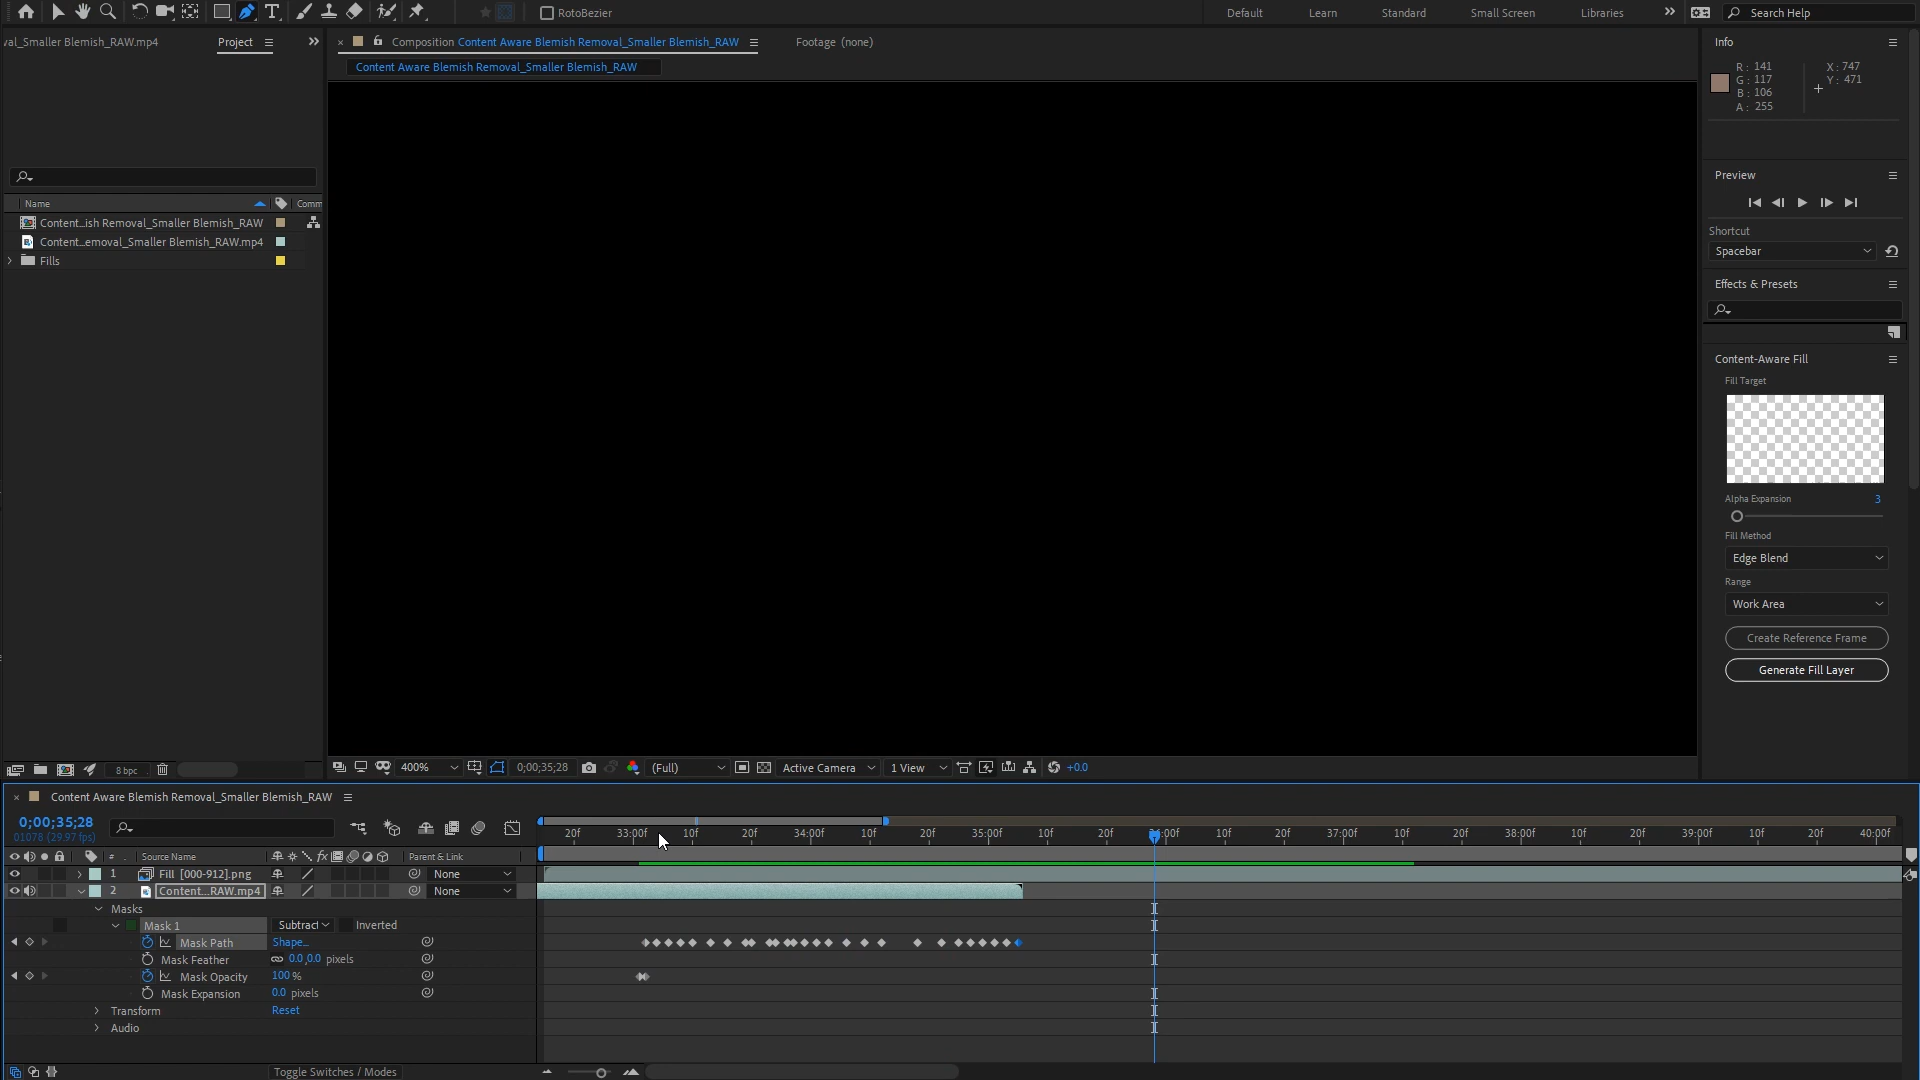 RotoBezier
Default
Learn
Standard
Small Screen
Libraries
Search Help
val_Smaller Blemish_RAW.mp4
Project
Composition Content Aware Blemish Removal_Smaller Blemish_RAW
Footage (none)
Content Aware Blemish Removal_Smaller Blemish_RAW
Info
R : 141
G : 117
B : 106
A : 255
X : 747
Y : 471
Preview
Shortcut
Spacebar
Effects & Presets
Name
Comm
Content...ish Removal_Smaller Blemish_RAW
Content...emoval_Smaller Blemish_RAW.mp4
Fills
Content-Aware Fill
Fill Target
Alpha Expansion 3
Fill Method
Edge Blend
Range
Work Area
Create Reference Frame
Generate Fill Layer
8 bpc
400%
0;00;35;28
(Full)
Active Camera
1 View
+0.0
Content Aware Blemish Removal_Smaller Blemish_RAW
0;00;35;28
01078 (29.97 fps)
20f 33:00f 10f 20f 34:00f 10f 20f 35:00f 10f 20f 36:00f 10f 20f 37:00f 10f 20f 38:00f 10f 20f 39:00f 10f 20f 40:00f
# Source Name fx Parent & Link
1 Fill [000-912].png None
2 Content...RAW.mp4 None
Masks
Mask 1 Subtract Inverted
Mask Path Shape...
Mask Feather 0.0,0.0 pixels
Mask Opacity 100 %
Mask Expansion 0.0 pixels
Transform Reset
Audio
Toggle Switches / Modes